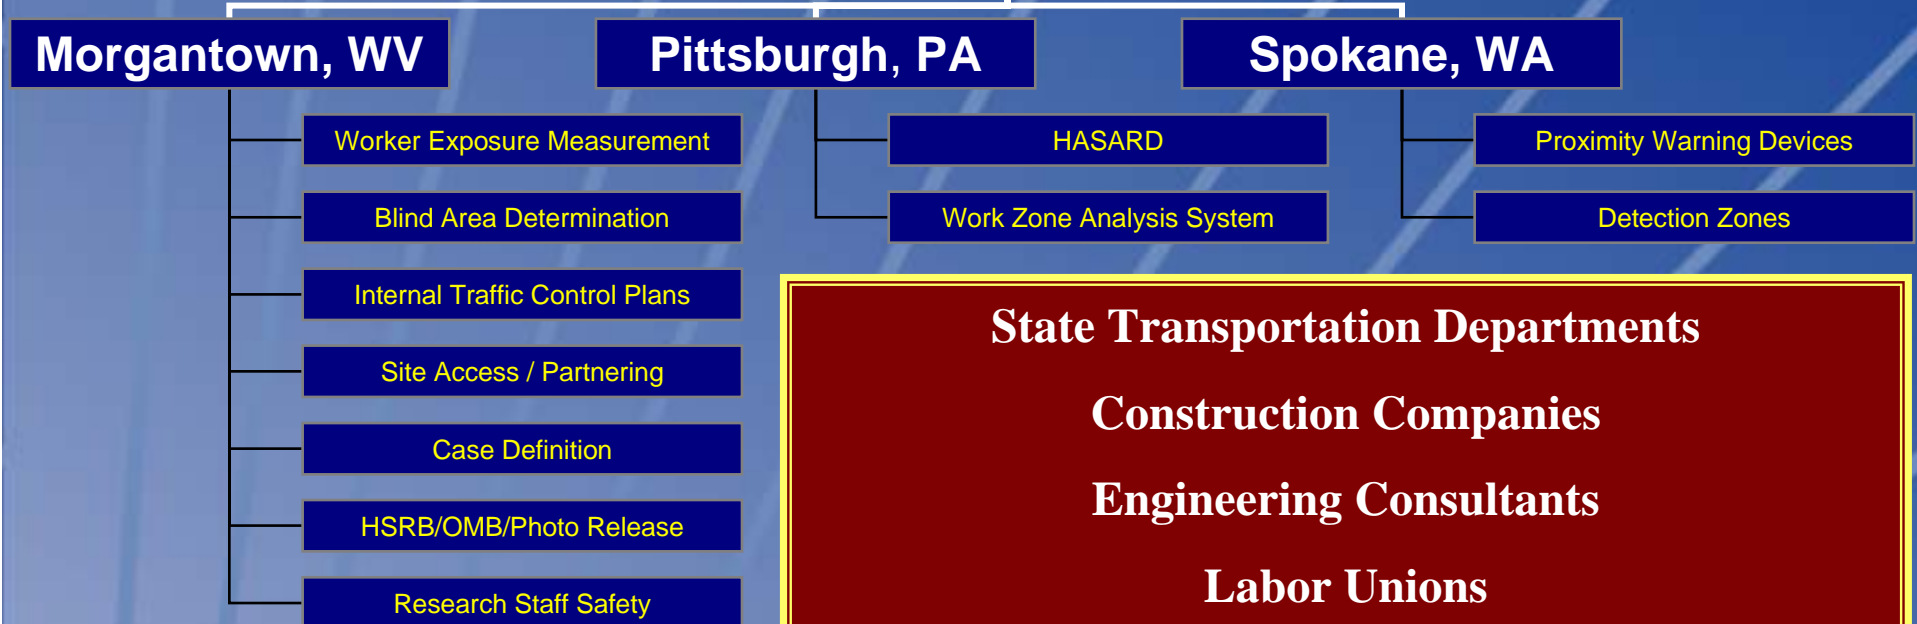 Morgantown, WV
Worker Exposure Measurement
Blind Area Determination
Internal Traffic Control Plans
Site Access / Partnering
Case Definition
HSRB/OMB/Photo Release
Research Staff Safety
Pittsburgh, PA
HASARD
Work Zone Analysis System
Spokane, WA
Proximity Warning Devices
Detection Zones
State Transportation Departments
Construction Companies
Engineering Consultants
Labor Unions